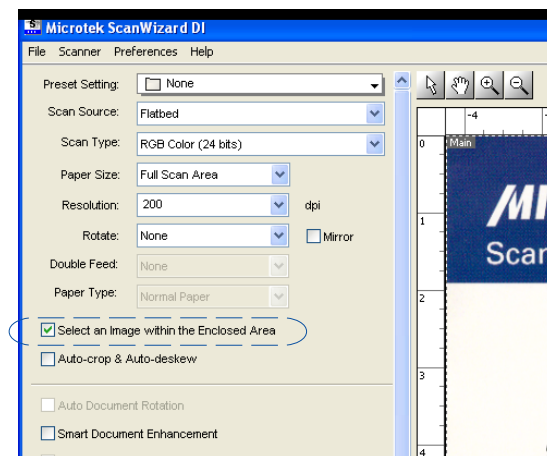 Microtek ScanWizard DI
File Scanner Preferences Help
Preset Setting: None
Scan Source: Flatbed
Scan Type: RGB Color (24 bits)
Paper Size: Full Scan Area
Resolution: 200 dpi
Rotate: None Mirror
Double Feed: None
Paper Type: Normal Paper
Select an Image within the Enclosed Area
Auto-crop & Auto-deskew
Auto Document Rotation
Smart Document Enhancement
-4
0 Main
1
2
3
4